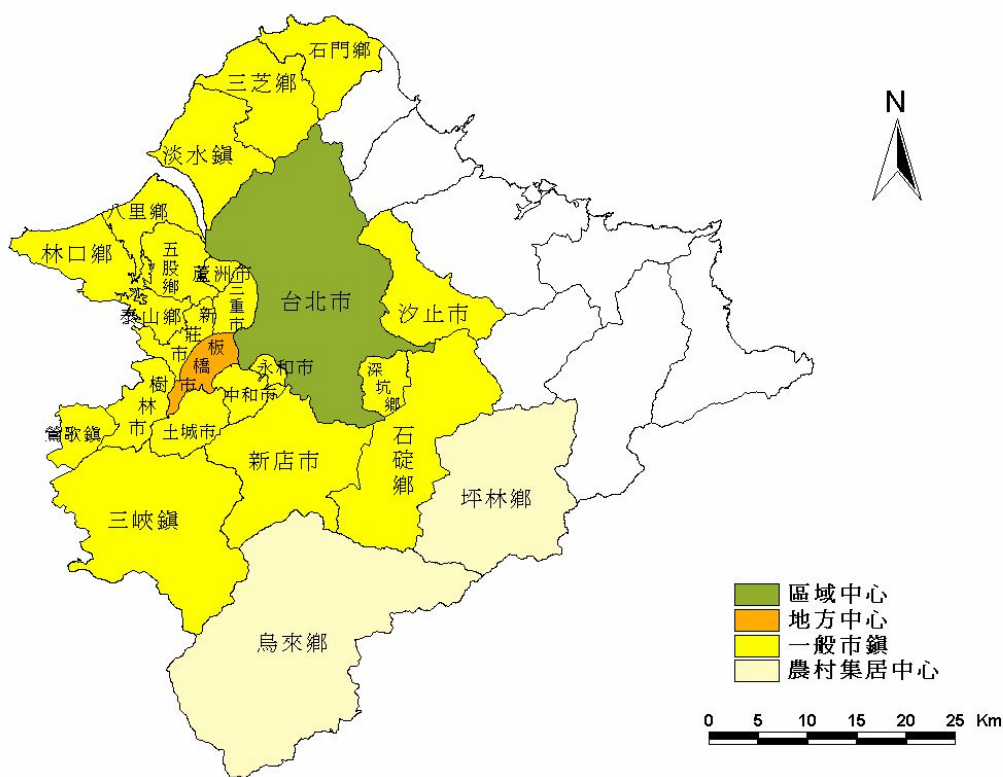 石門鄉
三芝鄉
淡水鎮
N
八里鄉
林口鄉
五股鄉
蘆洲市
三重市
台北市
汐止市
泰山鄉
新莊市
板橋市
永和市
深坑鄉
樹林市
中和市
鶯歌鎮
土城市
新店市
石碇鄉
坪林鄉
三峽鎮
烏來鄉
區域中心
地方中心
一般市鎮
農村集居中心
0 5 10 15 20 25 Km